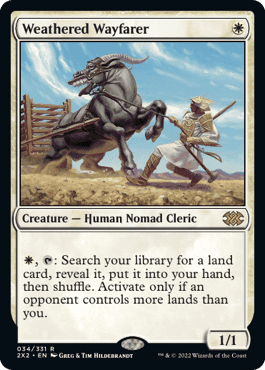 Weathered Wayfarer
Creature — Human Nomad Cleric
, : Search your library for a land
card, reveal it, put it into your hand,
then shuffle. Activate only if an
opponent controls more lands than
you.
1/1
034/331 R
2X2 • EN Greg & Tim Hildebrandt
™ & © 2022 Wizards of the Coast